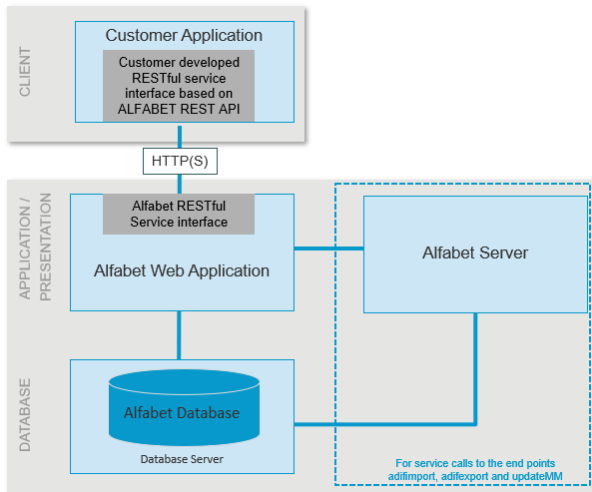 CLIENT
Customer Application
Customer developed
RESTful service
interface based on
ALFABET REST API
HTTP(S)
APPLICATION /
PRESENTATION
Alfabet RESTful
Service interface
Alfabet Web Application
Alfabet Server
DATABASE
Alfabet Database
Database Server
For service calls to the end points
adifimport, adifexport and updateMM